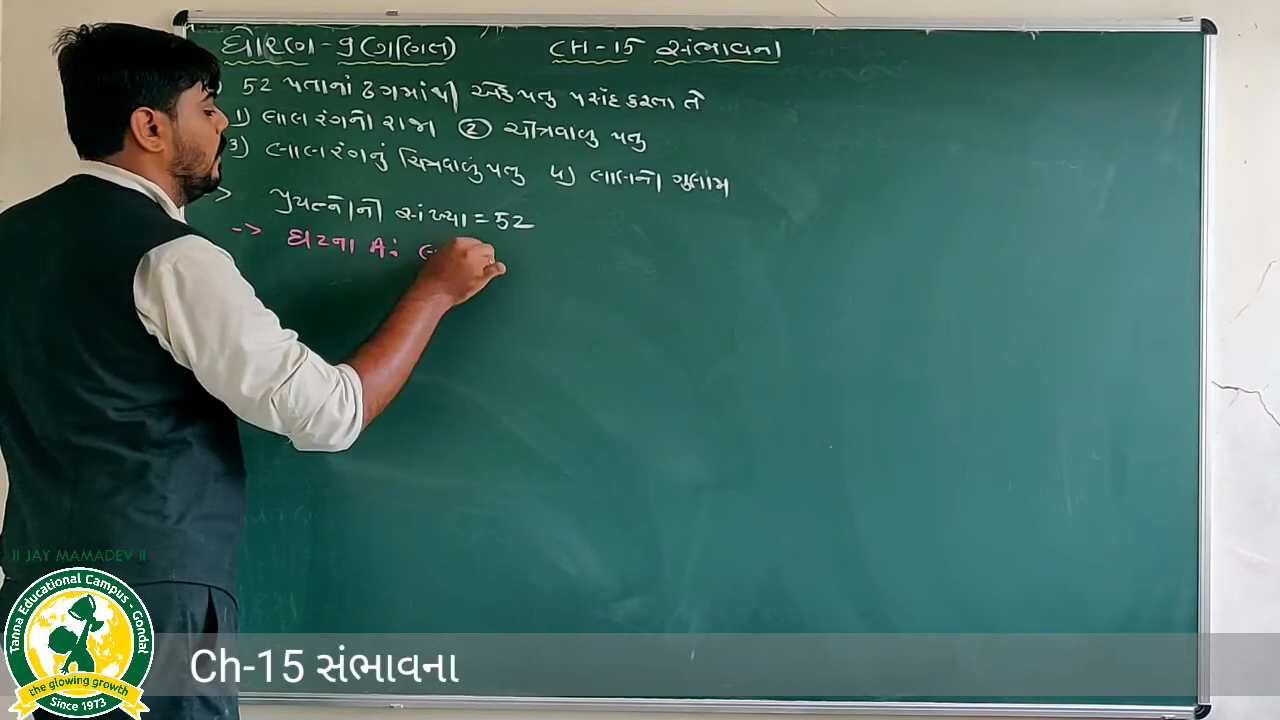 ધોરણ - ૧ (ગણિત) CH - 15 સંભાવના
52 પતાનાં ઢગમાંથી એક પતુ પસંદ કરતા તે
1) લાલ રંગનો રાજા ② ચીત્રવાળુ પતુ
3) લાલ રંગનું ચિત્રવાળું પતુ 4) લાલનો ગુલામ
-> પ્રયત્નોની સંખ્યા = 52
--> ઘટના A:
II JAY MAMADEV II
Tanna Educational Campus - Gondal
the glowing growth
Since 1973
Ch-15 સંભાવના